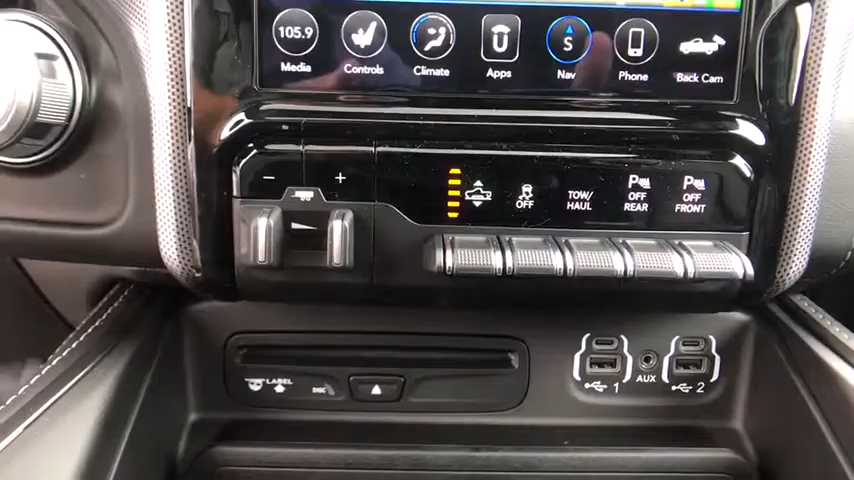 105.9
Media Controls Climate Apps Nav Phone Back Up Cam
- +
OFF TOW/HAUL P OFF REAR P OFF FRONT
LABEL DISC
1 AUX 2